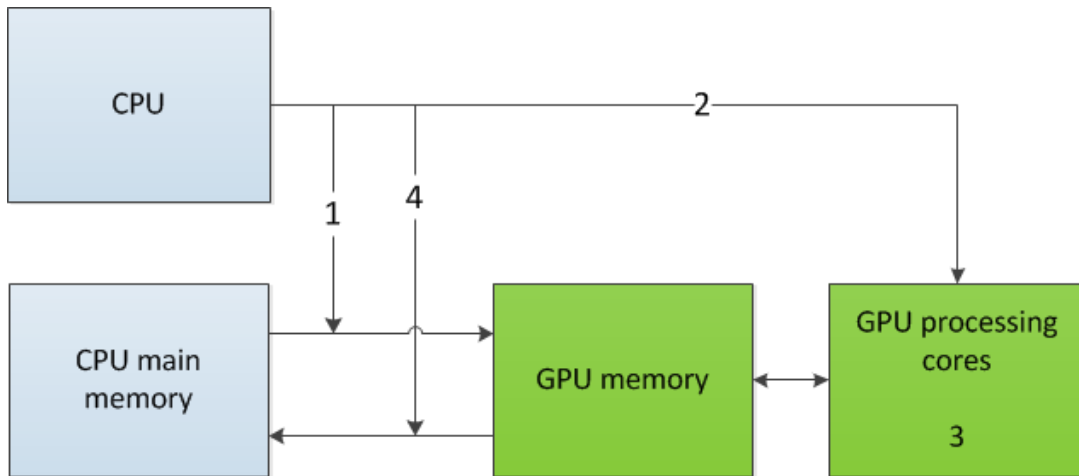 CPU
2
1
4
CPU main
memory
GPU memory
GPU processing
cores
3